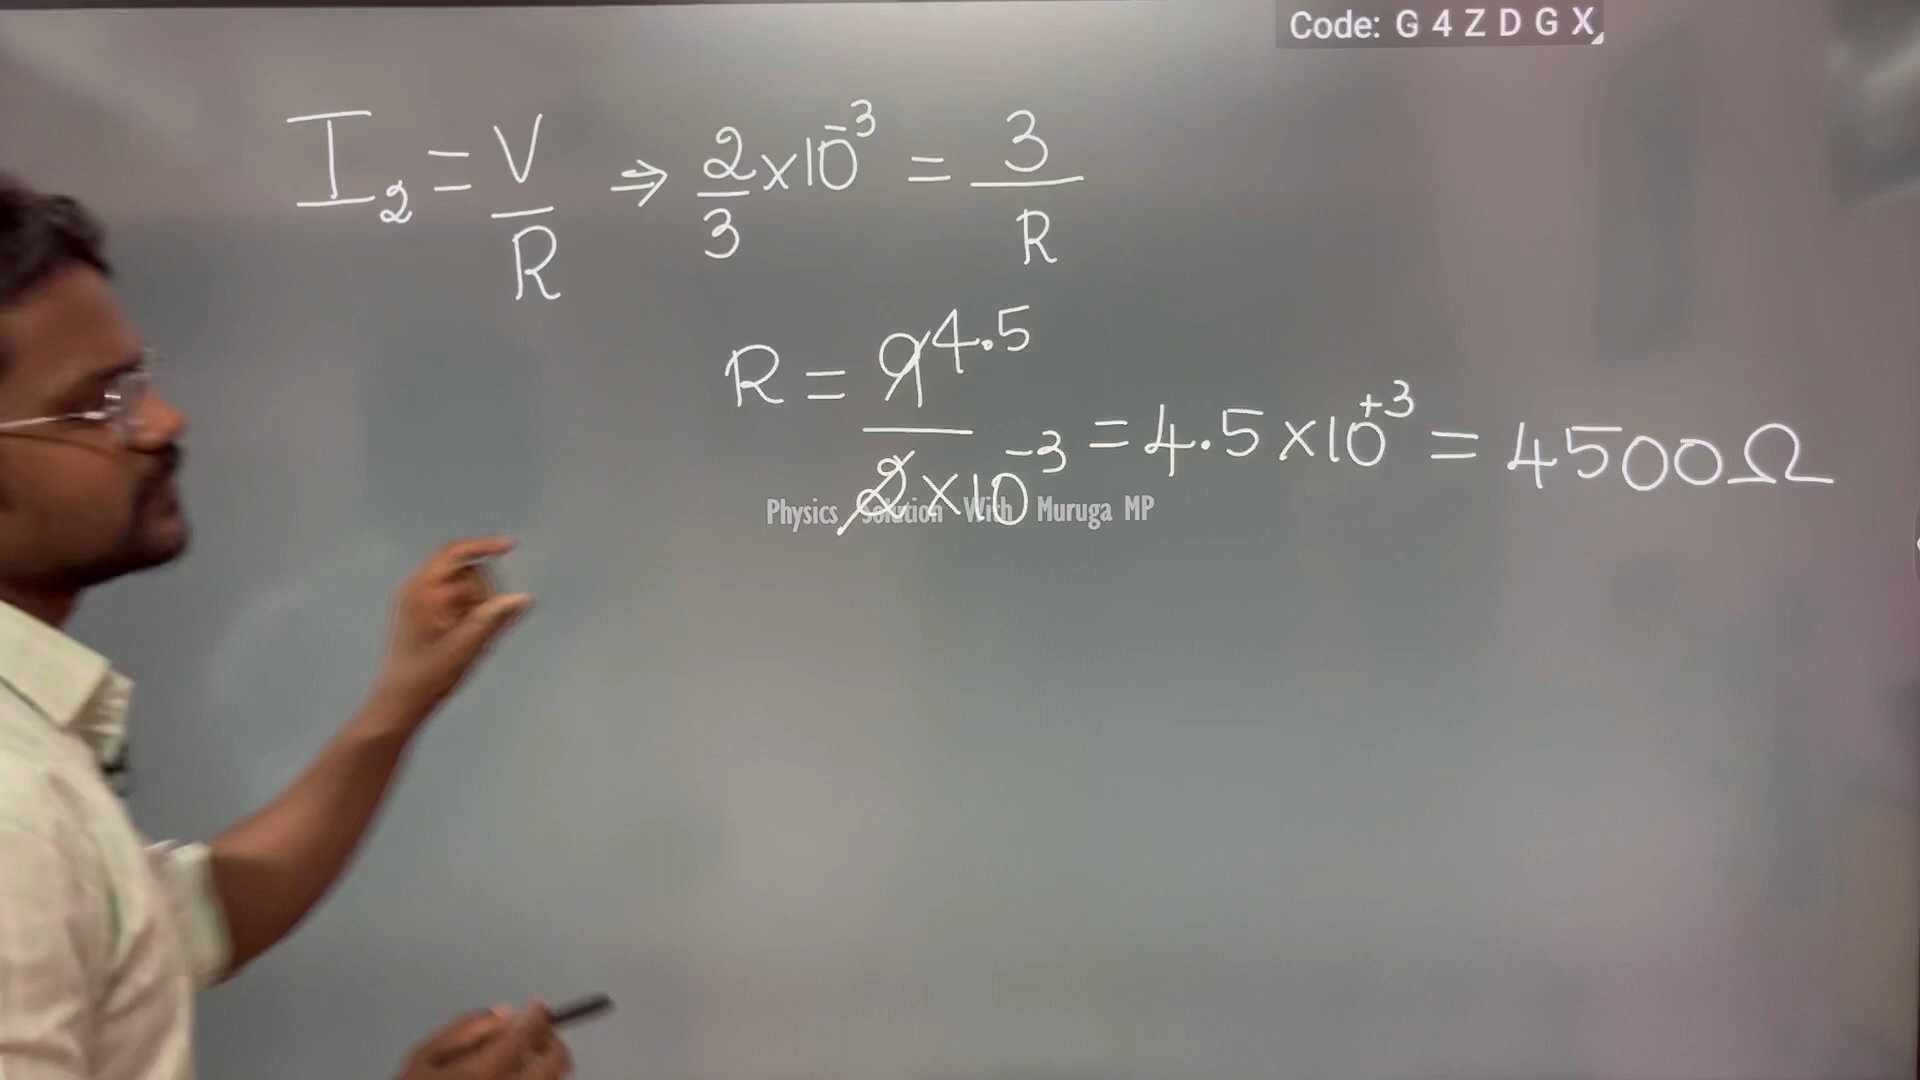 Code: G 4 Z D G X
I₂ = V/R ⇒ 2/3 × 10⁻³ = 3/R
R = 9 4.5 / 2 × 10⁻³ = 4.5 × 10⁺³ = 4500 Ω
Physics Solution With Muruga MP